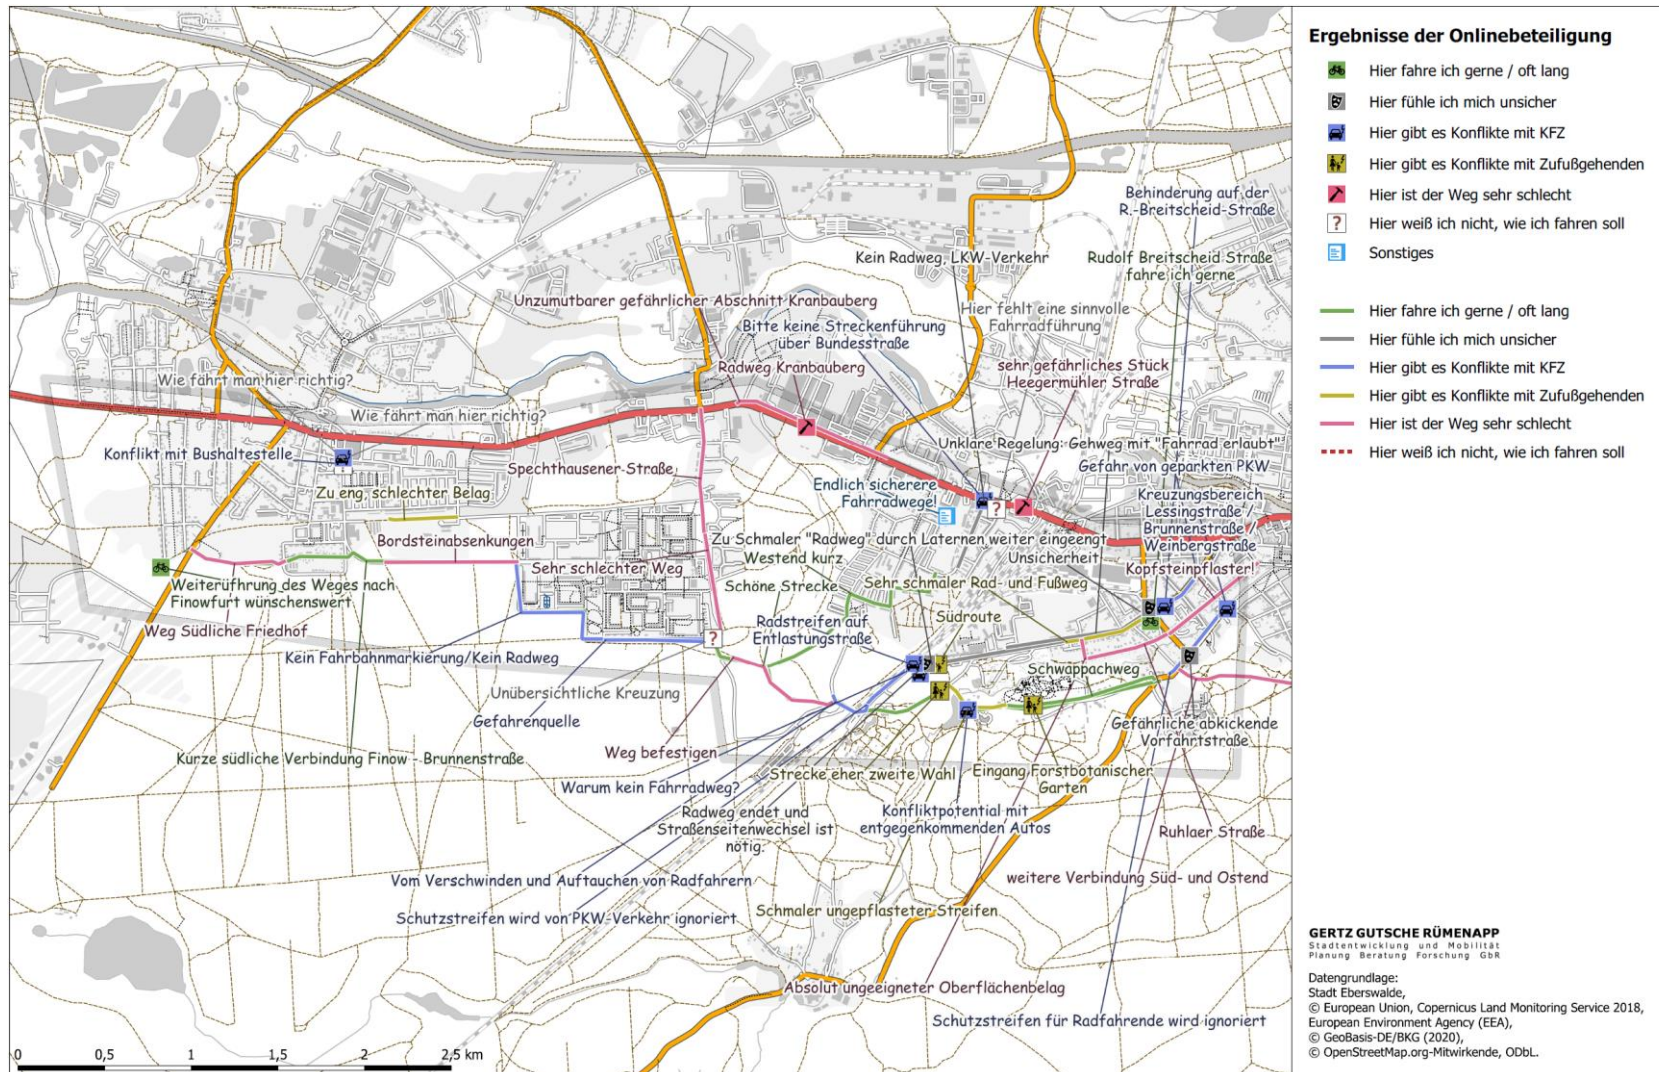 Ergebnisse der Onlinebeteiligung
Hier fahre ich gerne / oft lang
Hier fühle ich mich unsicher
Hier gibt es Konflikte mit KFZ
Hier gibt es Konflikte mit Zufußgehenden
Hier ist der Weg sehr schlecht
?
Hier weiß ich nicht, wie ich fahren soll
Sonstiges
Hier fahre ich gerne / oft lang
Hier fühle ich mich unsicher
Hier gibt es Konflikte mit KFZ
Hier gibt es Konflikte mit Zufußgehenden
Hier ist der Weg sehr schlecht
Hier weiß ich nicht, wie ich fahren soll
Behinderung auf der
R.-Breitscheid-Straße
Kein Radweg, LKW-Verkehr
Rudolf Breitscheid Straße
fahre ich gerne
Unzumutbarer gefährlicher Abschnitt Kranbauberg
Hier fehlt eine sinnvolle
Fahrradführung
Bitte keine Streckenführung
über Bundesstraße
Radweg Kranbauberg
sehr gefährliches Stück
Heegermühler Straße
Wie fährt man hier richtig?
Wie fährt man hier richtig?
Unklare Regelung: Gehweg mit "Fahrrad erlaubt"
Konflikt mit Bushaltestelle
Spechthausener Straße
Gefahr von geparkten PKW
Endlich sicherere
Fahrradwege!
Kreuzungsbereich
Lessingstraße /
Brunnenstraße /
Weinbergstraße
Zu eng, schlechter Belag
?
Bordsteinabsenkungen
Zu Schmaler "Radweg" durch Laternen weiter eingeengt
Westend kurz
Unsicherheit
Kopfsteinpflaster!
Sehr schlechter Weg
Schöne Strecke
Sehr schmaler Rad- und Fußweg
Weiterüfhrung des Weges nach
Finowfurt wünschenswert
Weg Südliche Friedhof
Radstreifen auf
Entlastungstraße
Südroute
?
Kein Fahrbahnmarkierung/Kein Radweg
Schwappachweg
Unübersichtliche Kreuzung
Gefahrenquelle
Gefährliche abkickende
Vorfahrtstraße
Kurze südliche Verbindung Finow - Brunnenstraße
Weg befestigen
Warum kein Fahrradweg?
Strecke eher zweite Wahl
Eingang Forstbotanischer
Garten
Radweg endet und
Straßenseitenwechsel ist
nötig.
Konfliktpotential mit
entgegenkommenden Autos
Ruhlaer Straße
Vom Verschwinden und Auftauchen von Radfahrern
weitere Verbindung Süd- und Ostend
Schutzstreifen wird von PKW-Verkehr ignoriert
Schmaler ungepflasteter Streifen
Absolut ungeeigneter Oberflächenbelag
Schutzstreifen für Radfahrende wird ignoriert
0 0,5 1 1,5 2 2,5 km
GERTZ GUTSCHE RÜMENAPP
Stadtentwicklung und Mobilität
Planung Beratung Forschung GbR
Datengrundlage:
Stadt Eberswalde,
© European Union, Copernicus Land Monitoring Service 2018,
European Environment Agency (EEA),
© GeoBasis-DE/BKG (2020),
© OpenStreetMap.org-Mitwirkende, ODbL.